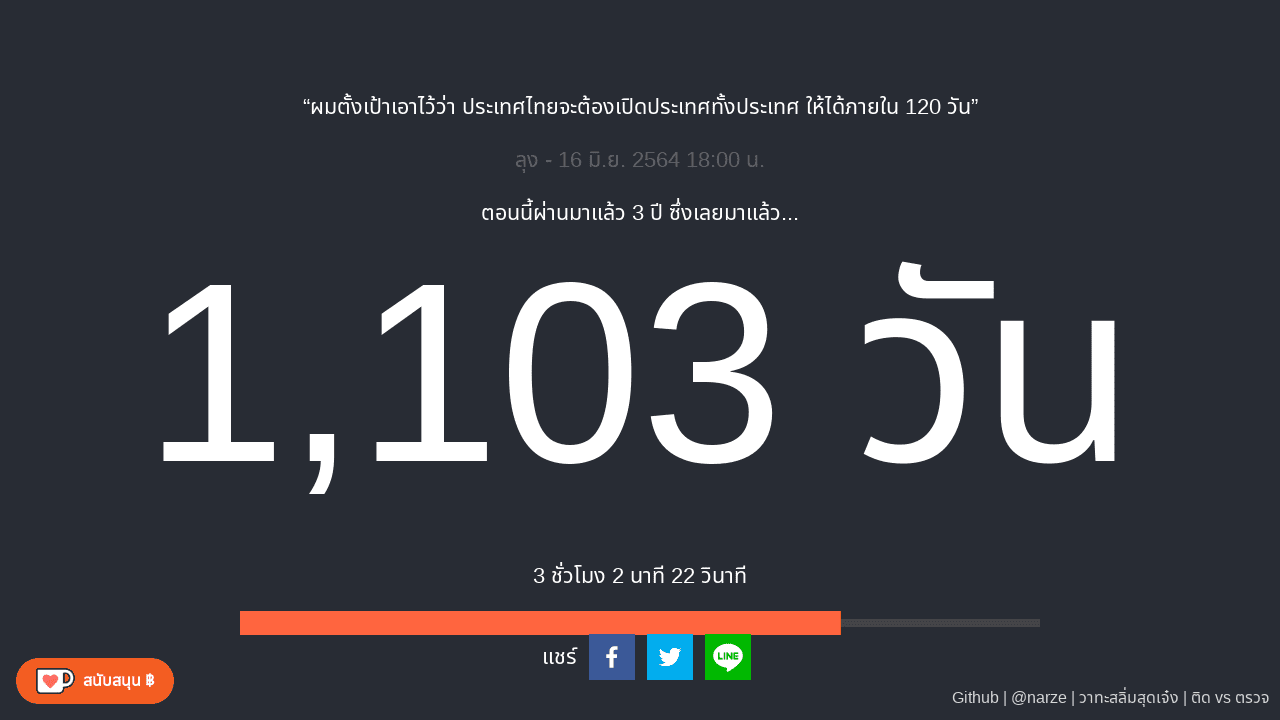 “ผมตั้งเป้าเอาไว้ว่า ประเทศไทยจะต้องเปิดประเทศทั้งประเทศ ให้ได้ภายใน 120 วัน”
ลุง - 16 มิ.ย. 2564 18:00 น.
ตอนนี้ผ่านมาแล้ว 3 ปี ซึ่งเลยมาแล้ว...
1,103 วัน
3 ชั่วโมง 2 นาที 22 วินาที
แชร์ LINE
สนับสนุน ฿
Github | @narze | วาทะสลิ่มสุดเจ๋ง | ติด vs ตรวจ